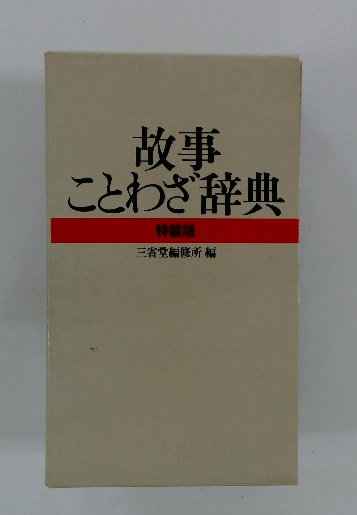 故事
ことわざ辞典
特装版
三省堂編修所 編